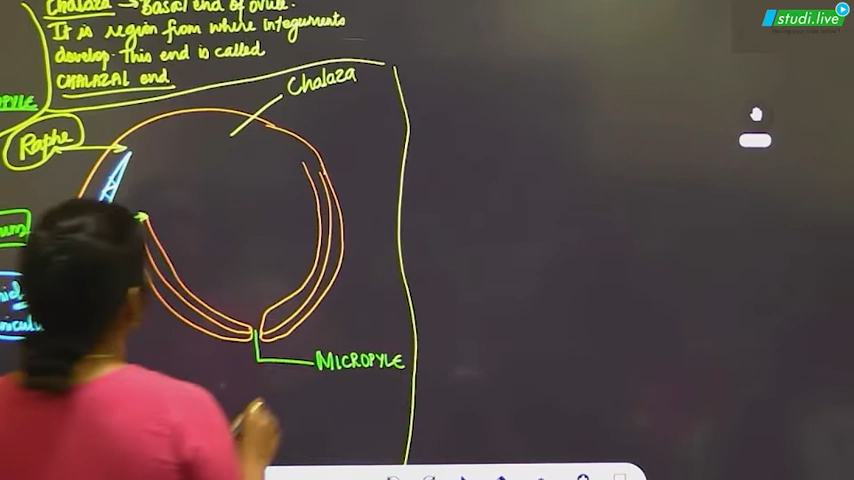 Chalaza → Basal end of ovule.
It is region from where Integuments
develop. This end is called
CHALAZAl end
Raphe
Chalaza
MICROPYLE
studi.live